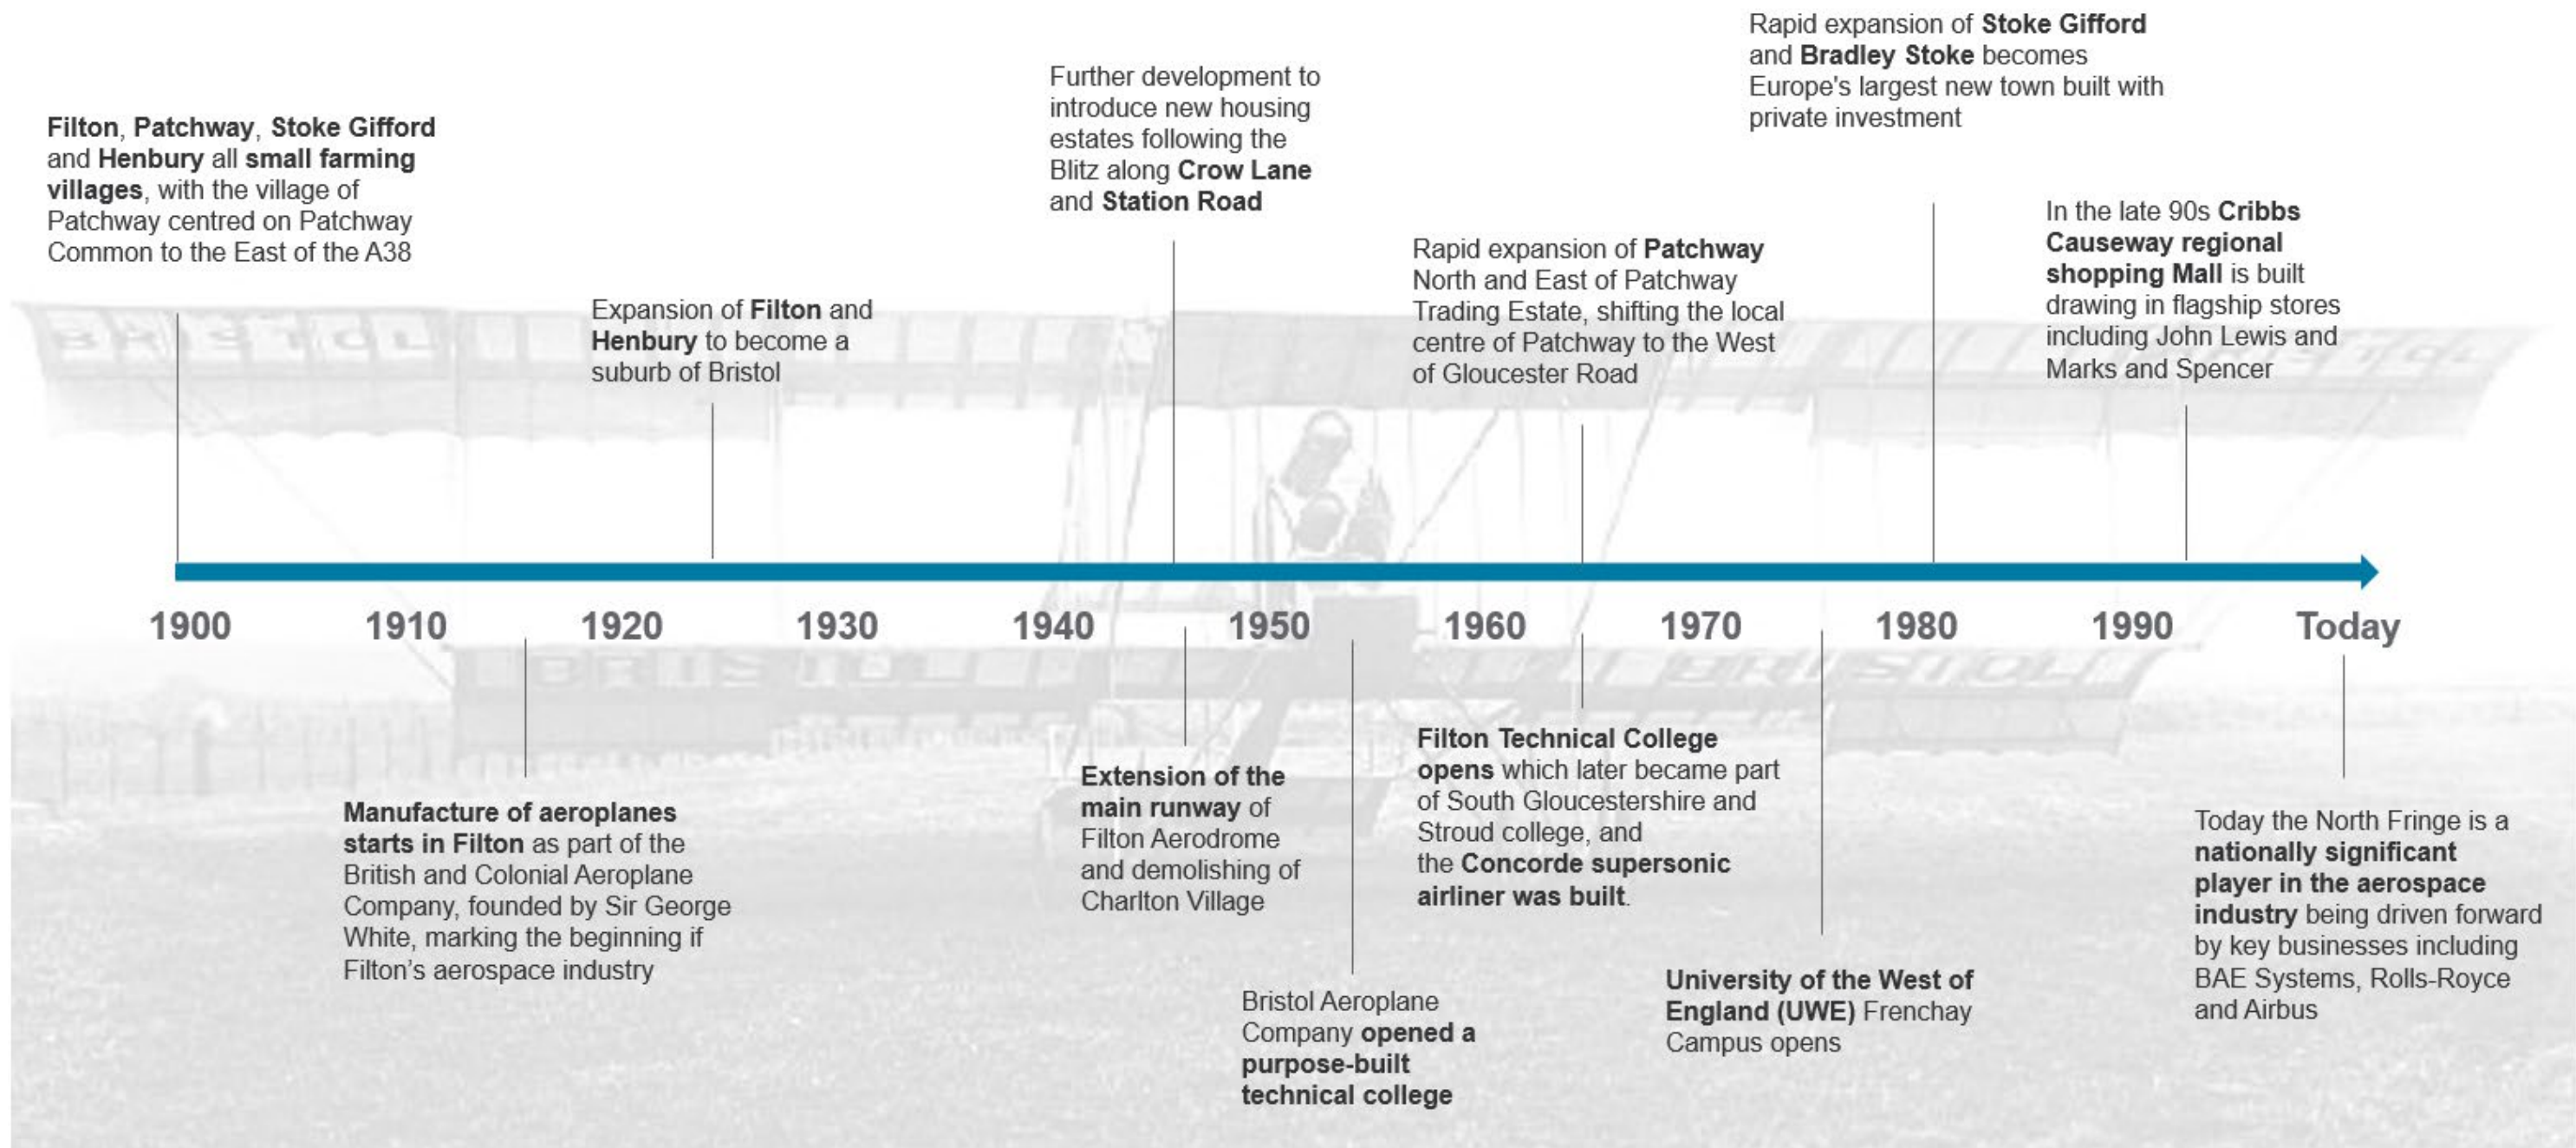 Filton, Patchway, Stoke Gifford
and Henbury all small farming
villages, with the village of
Patchway centred on Patchway
Common to the East of the A38
Expansion of Filton and
Henbury to become a
suburb of Bristol
Further development to
introduce new housing
estates following the
Blitz along Crow Lane
and Station Road
Rapid expansion of Patchway
North and East of Patchway
Trading Estate, shifting the local
centre of Patchway to the West
of Gloucester Road
Rapid expansion of Stoke Gifford
and Bradley Stoke becomes
Europe's largest new town built with
private investment
In the late 90s Cribbs
Causeway regional
shopping Mall is built
drawing in flagship stores
including John Lewis and
Marks and Spencer
BRISTOL
1900 1910 1920 1930 1940 1950 1960 1970 1980 1990 Today
BRISTOL
BRISTOL
Manufacture of aeroplanes
starts in Filton as part of the
British and Colonial Aeroplane
Company, founded by Sir George
White, marking the beginning if
Filton’s aerospace industry
Extension of the
main runway of
Filton Aerodrome
and demolishing of
Charlton Village
Bristol Aeroplane
Company opened a
purpose-built
technical college
Filton Technical College
opens which later became part
of South Gloucestershire and
Stroud college, and
the Concorde supersonic
airliner was built.
University of the West of
England (UWE) Frenchay
Campus opens
Today the North Fringe is a
nationally significant
player in the aerospace
industry being driven forward
by key businesses including
BAE Systems, Rolls-Royce
and Airbus